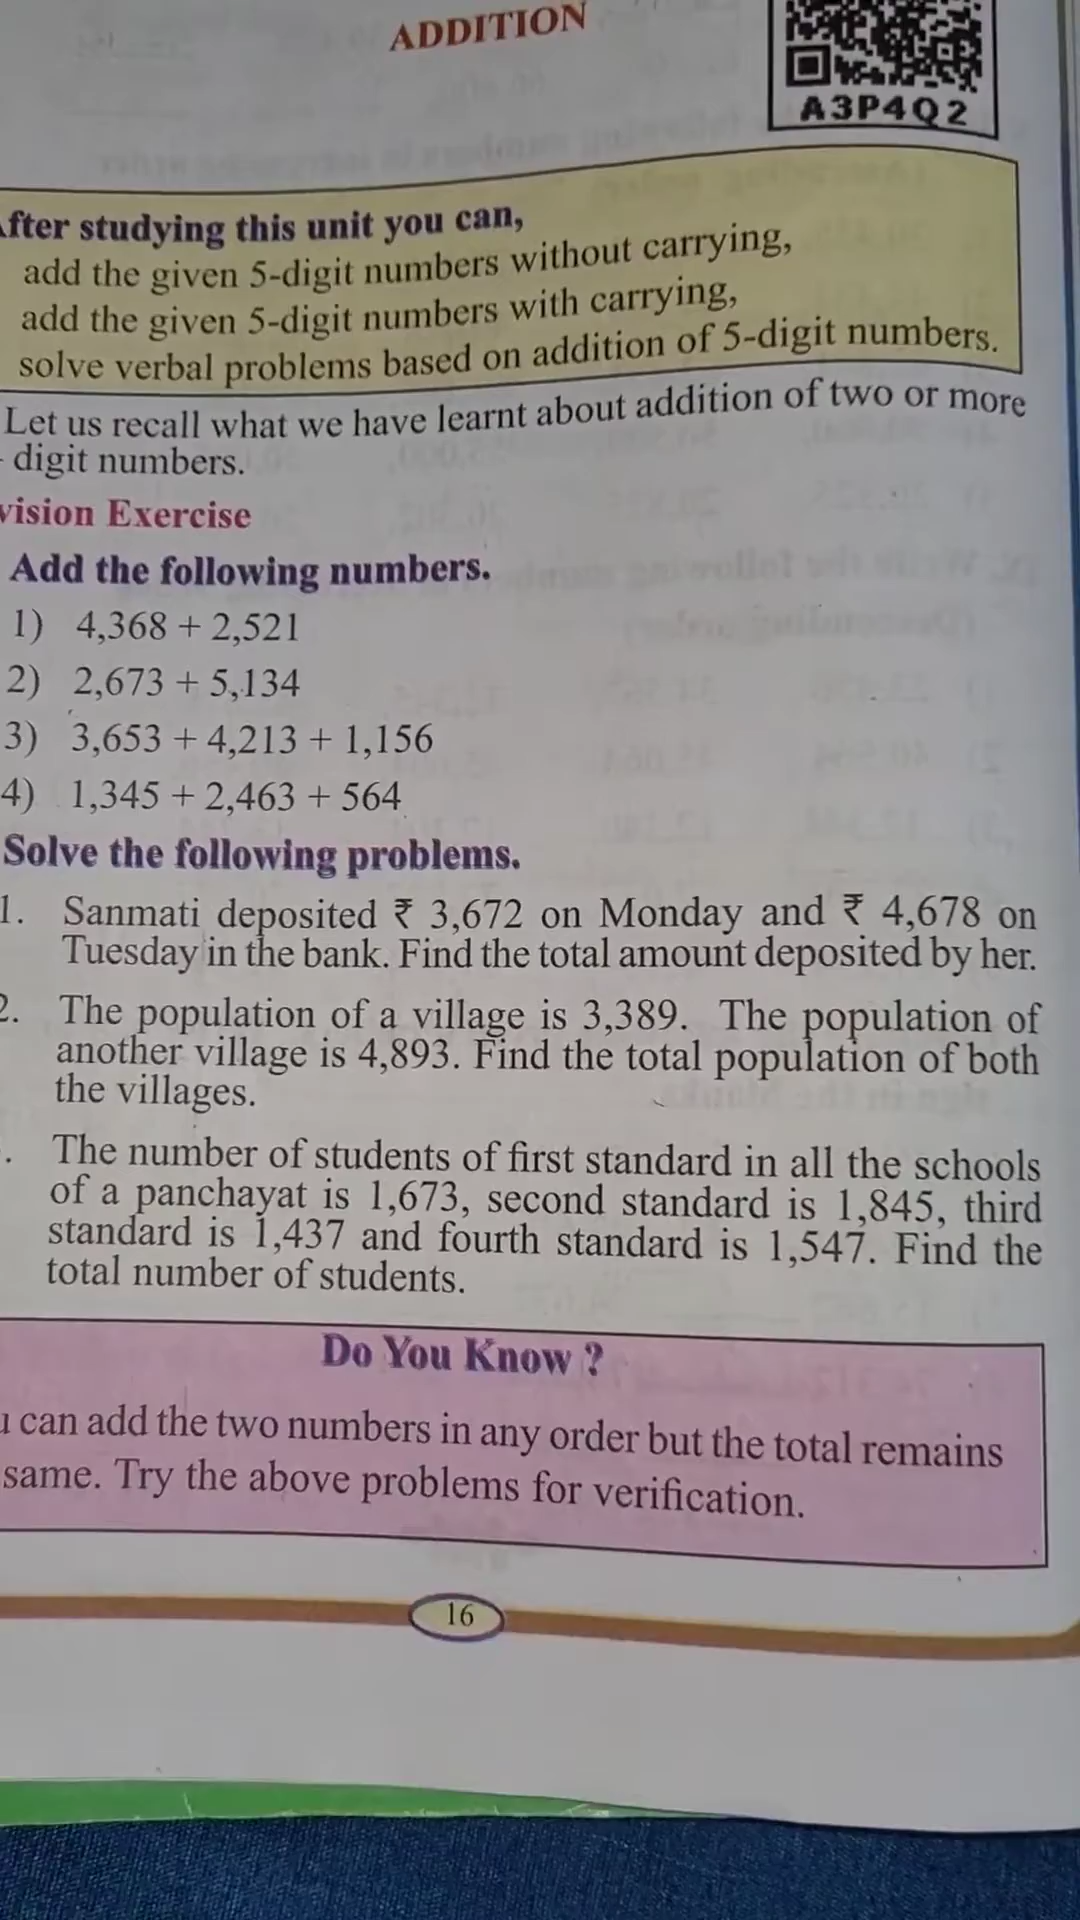 ADDITION
A3P4Q2
fter studying this unit you can,
add the given 5-digit numbers without carrying,
add the given 5-digit numbers with carrying,
solve verbal problems based on addition of 5-digit numbers.
Let us recall what we have learnt about addition of two or more
digit numbers.
vision Exercise
Add the following numbers.
1) 4,368 + 2,521
2) 2,673 + 5,134
3) 3,653 + 4,213 + 1,156
4) 1,345 + 2,463 + 564
Solve the following problems.
1. Sanmati deposited ₹ 3,672 on Monday and ₹ 4,678 on
Tuesday in the bank. Find the total amount deposited by her.
2. The population of a village is 3,389. The population of
another village is 4,893. Find the total population of both
the villages.
. The number of students of first standard in all the schools
of a panchayat is 1,673, second standard is 1,845, third
standard is 1,437 and fourth standard is 1,547. Find the
total number of students.
Do You Know ?
u can add the two numbers in any order but the total remains
same. Try the above problems for verification.
16